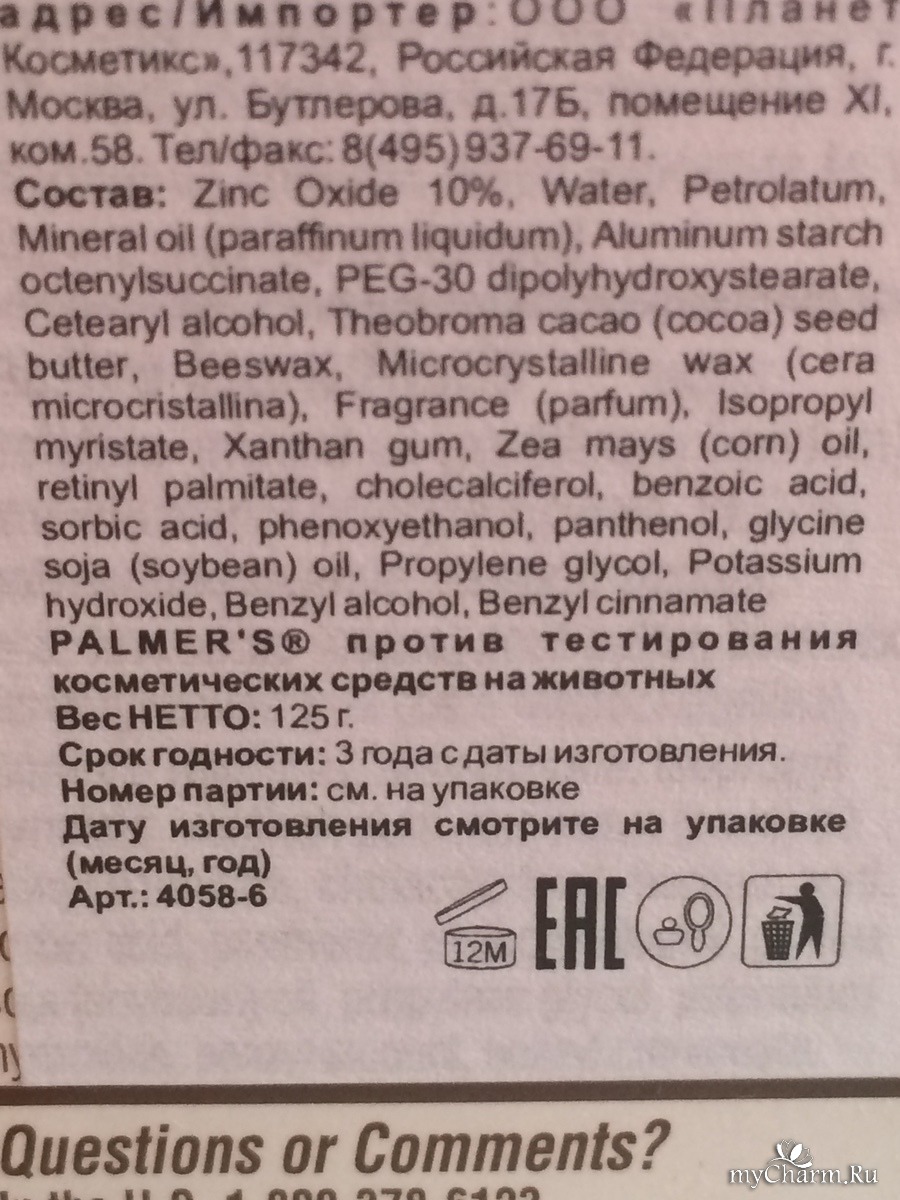 адрес/Импортер: ООО «Планет
Косметикс», 117342, Российская Федерация, г.
Москва, ул. Бутлерова, д.17Б, помещение XI,
ком.58. Тел/факс: 8(495)937-69-11.
Состав: Zinc Oxide 10%, Water, Petrolatum,
Mineral oil (paraffinum liquidum), Aluminum starch
octenylsuccinate, PEG-30 dipolyhydroxystearate,
Cetearyl alcohol, Theobroma cacao (cocoa) seed
butter, Beeswax, Microcrystalline wax (cera
microcristallina), Fragrance (parfum), Isopropyl
myristate, Xanthan gum, Zea mays (corn) oil,
retinyl palmitate, cholecalciferol, benzoic acid,
sorbic acid, phenoxyethanol, panthenol, glycine
soja (soybean) oil, Propylene glycol, Potassium
hydroxide, Benzyl alcohol, Benzyl cinnamate
PALMER'S® против тестирования
косметических средств на животных
Вес НЕТТО: 125 г.
Срок годности: 3 года с даты изготовления.
Номер партии: см. на упаковке
Дату изготовления смотрите на упаковке
(месяц, год)
Арт.: 4058-6
12M EAC
Questions or Comments?
myCharm.Ru